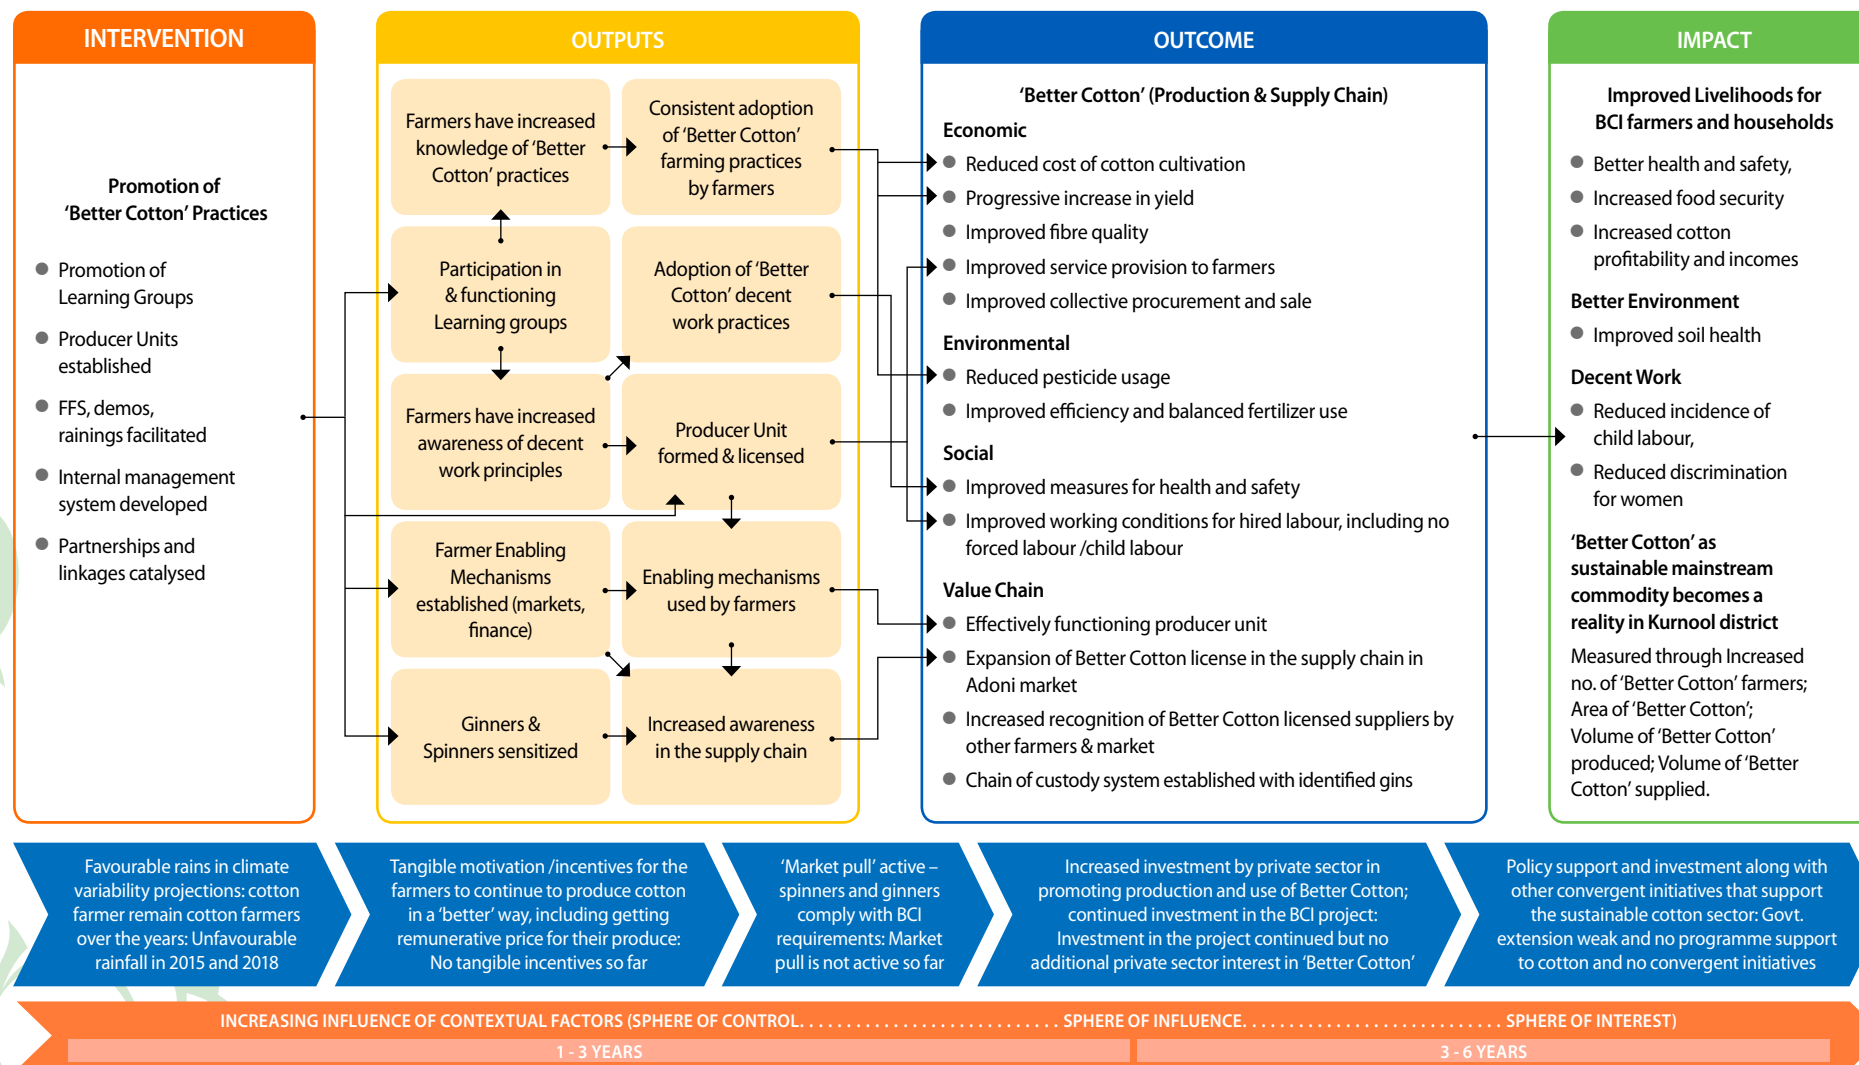 INTERVENTION
Promotion of
‘Better Cotton’ Practices
Promotion of
Learning Groups
Producer Units
established
FFS, demos,
rainings facilitated
Internal management
system developed
Partnerships and
linkages catalysed
OUTPUTS
Farmers have increased
knowledge of ‘Better
Cotton’ practices
Consistent adoption
of ‘Better Cotton’
farming practices
by farmers
Participation in
& functioning
Learning groups
Adoption of ‘Better
Cotton’ decent
work practices
Farmers have increased
awareness of decent
work principles
Producer Unit
formed & licensed
Farmer Enabling
Mechanisms
established (markets,
finance)
Enabling mechanisms
used by farmers
Ginners &
Spinners sensitized
Increased awareness
in the supply chain
OUTCOME
‘Better Cotton’ (Production & Supply Chain)
Economic
Reduced cost of cotton cultivation
Progressive increase in yield
Improved fibre quality
Improved service provision to farmers
Improved collective procurement and sale
Environmental
Reduced pesticide usage
Improved efficiency and balanced fertilizer use
Social
Improved measures for health and safety
Improved working conditions for hired labour, including no
forced labour /child labour
Value Chain
Effectively functioning producer unit
Expansion of Better Cotton license in the supply chain in
Adoni market
Increased recognition of Better Cotton licensed suppliers by
other farmers & market
Chain of custody system established with identified gins
IMPACT
Improved Livelihoods for
BCI farmers and households
Better health and safety,
Increased food security
Increased cotton
profitability and incomes
Better Environment
Improved soil health
Decent Work
Reduced incidence of
child labour,
Reduced discrimination
for women
‘Better Cotton’ as
sustainable mainstream
commodity becomes a
reality in Kurnool district
Measured through Increased
no. of ‘Better Cotton’ farmers;
Area of ‘Better Cotton’;
Volume of ‘Better Cotton’
produced; Volume of ‘Better
Cotton’ supplied.
Favourable rains in climate
variability projections: cotton
farmer remain cotton farmers
over the years: Unfavourable
rainfall in 2015 and 2018
Tangible motivation /incentives for the
farmers to continue to produce cotton
in a ‘better’ way, including getting
remunerative price for their produce:
No tangible incentives so far
‘Market pull’ active –
spinners and ginners
comply with BCI
requirements: Market
pull is not active so far
Increased investment by private sector in
promoting production and use of Better Cotton;
continued investment in the BCI project:
Investment in the project continued but no
additional private sector interest in ‘Better Cotton’
Policy support and investment along with
other convergent initiatives that support
the sustainable cotton sector: Govt.
extension weak and no programme support
to cotton and no convergent initiatives
INCREASING INFLUENCE OF CONTEXTUAL FACTORS (SPHERE OF CONTROL. . . . . . . . . . . . . . . . . . . . . . . . . . . . SPHERE OF INFLUENCE. . . . . . . . . . . . . . . . . . . . . . . . . . . . SPHERE OF INTEREST)
1 - 3 YEARS
3 - 6 YEARS